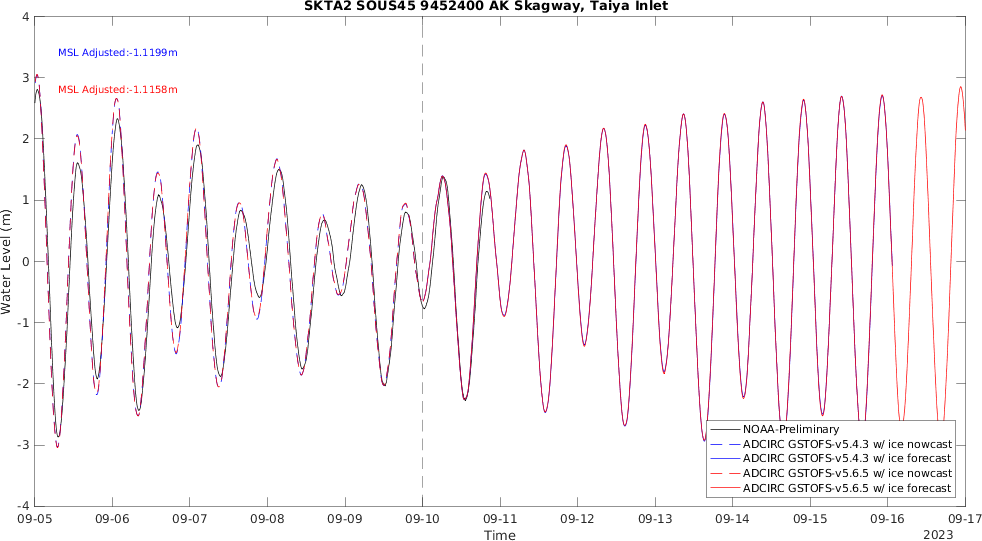 SKTA2 SOUS45 9452400 AK Skagway, Taiya Inlet
MSL Adjusted:-1.1199m
MSL Adjusted:-1.1158m
Water Level (m)
4
3
2
1
0
-1
-2
-3
-4
NOAA-Preliminary
ADCIRC GSTOFS-v5.4.3 w/ ice nowcast
ADCIRC GSTOFS-v5.4.3 w/ ice forecast
ADCIRC GSTOFS-v5.6.5 w/ ice nowcast
ADCIRC GSTOFS-v5.6.5 w/ ice forecast
09-05 09-06 09-07 09-08 09-09 09-10 09-11 09-12 09-13 09-14 09-15 09-16 09-17
Time
2023